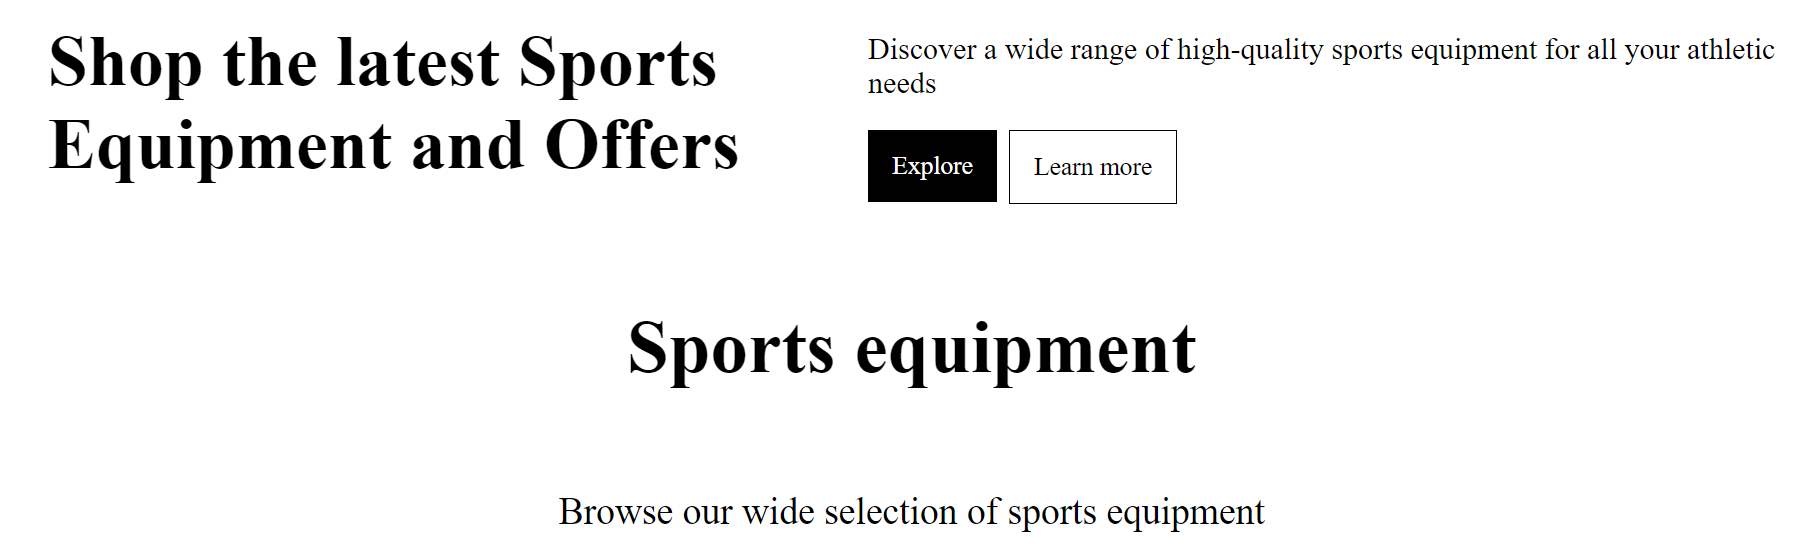 Shop the latest Sports
Equipment and Offers
Discover a wide range of high-quality sports equipment for all your athletic
needs
Explore
Learn more
Sports equipment
Browse our wide selection of sports equipment